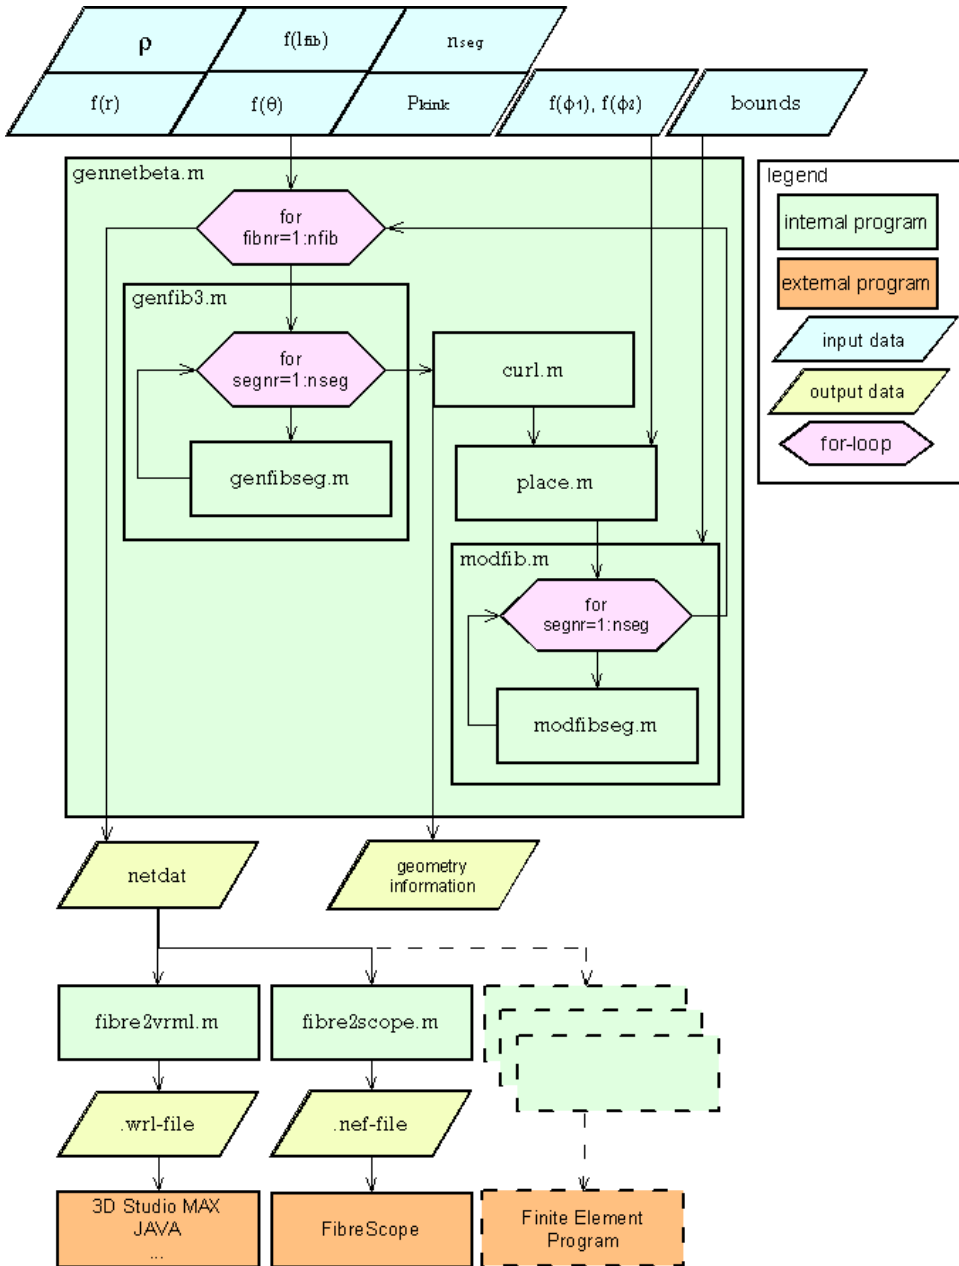 ρ
f(lfib)
nseg
f(r)
f(θ)
Pkink
f(ϕ1), f(ϕ2)
bounds
gennetbeta.m
for
fibnr=1:nfib
genfib3.m
for
segnr=1:nseg
genfibseg.m
curl.m
place.m
modfib.m
for
segnr=1:nseg
modfibseg.m
legend
internal program
external program
input data
output data
for-loop
netdat
geometry
information
fibre2vrml.m
fibre2scope.m
.wrl-file
.nef-file
3D Studio MAX
JAVA
...
FibreScope
Finite Element
Program